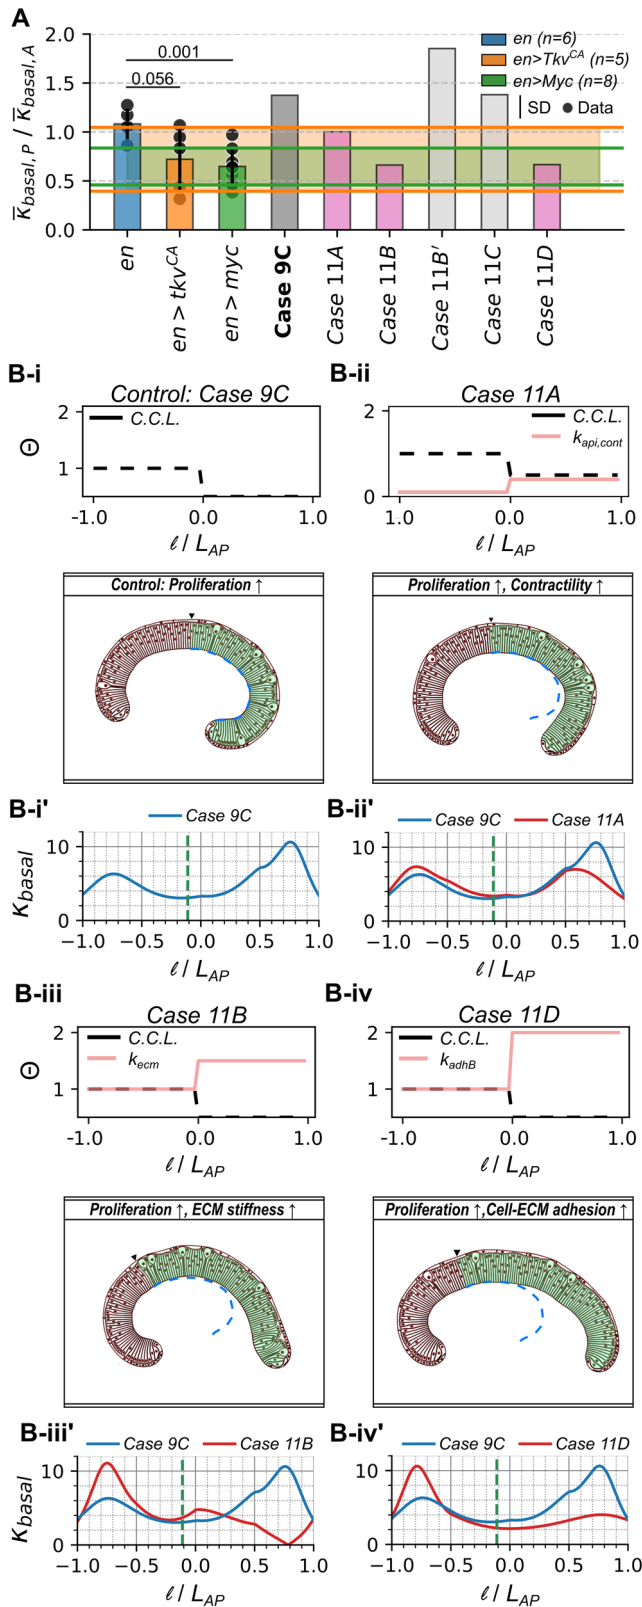 A
κ̅basal,P / κ̅basal,A
2.0
1.5
1.0
0.5
0.0
0.001
0.056
en (n=6)
en>Tkv^CA (n=5)
en>Myc (n=8)
SD Data
en
en > tkv^CA
en > myc
Case 9C
Case 11A
Case 11B
Case 11B'
Case 11C
Case 11D
B-i
Control: Case 9C
Θ
2
1
C.C.L.
-1.0 0.0 1.0
ℓ / L_AP
B-ii
Case 11A
2
1
0
C.C.L.
k_api,cont
1.0 0.0 1.0
ℓ / L_AP
Control: Proliferation ↑
Proliferation ↑, Contractility ↑
B-i'
Case 9C
κ_basal
10
0
−1.0 −0.5 0.0 0.5 1.0
ℓ / L_AP
B-ii'
Case 9C Case 11A
10
0
−1.0 −0.5 0.0 0.5 1.0
ℓ / L_AP
B-iii
Case 11B
Θ
2
1
C.C.L.
k_ecm
-1.0 0.0 1.0
ℓ / L_AP
B-iv
Case 11D
2
1
C.C.L.
k_adhB
-1.0 0.0 1.0
ℓ / L_AP
Proliferation ↑, ECM stiffness ↑
Proliferation ↑,Cell-ECM adhesion ↑
B-iii'
Case 9C Case 11B
κ_basal
10
0
−1.0 −0.5 0.0 0.5 1.0
ℓ / L_AP
B-iv'
Case 9C Case 11D
10
0
−1.0 −0.5 0.0 0.5 1.0
ℓ / L_AP